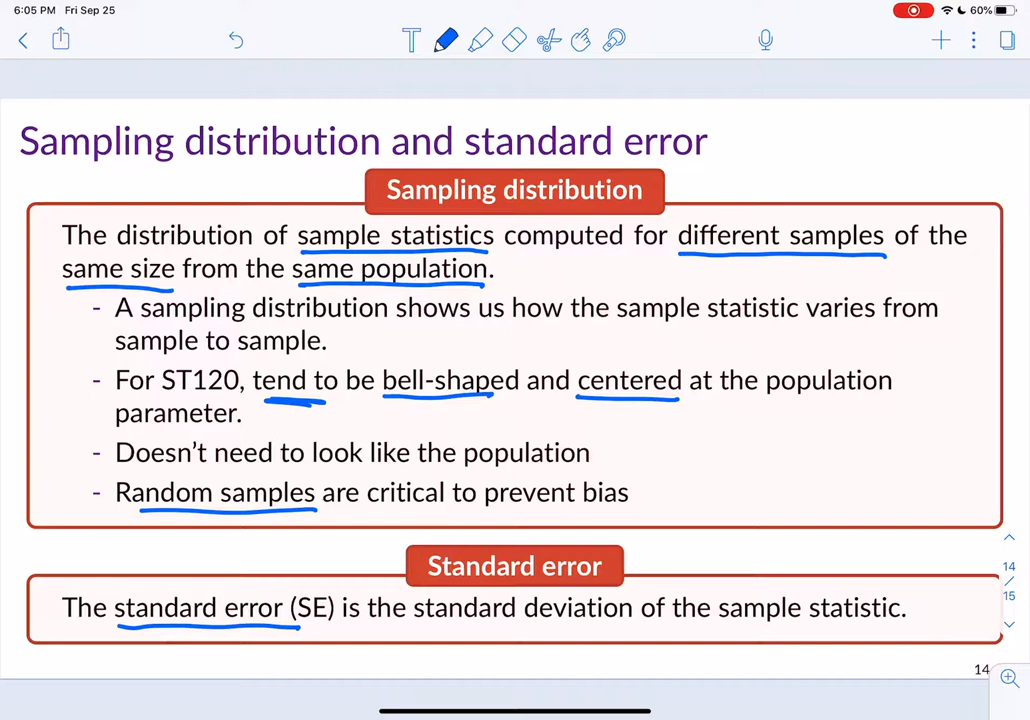 6:05 PM Fri Sep 25
60%
T
Sampling distribution and standard error
Sampling distribution
The distribution of sample statistics computed for different samples of the
same size from the same population.
- A sampling distribution shows us how the sample statistic varies from
sample to sample.
- For ST120, tend to be bell-shaped and centered at the population
parameter.
- Doesn't need to look like the population
- Random samples are critical to prevent bias
Standard error
The standard error (SE) is the standard deviation of the sample statistic.
14
/
15
14